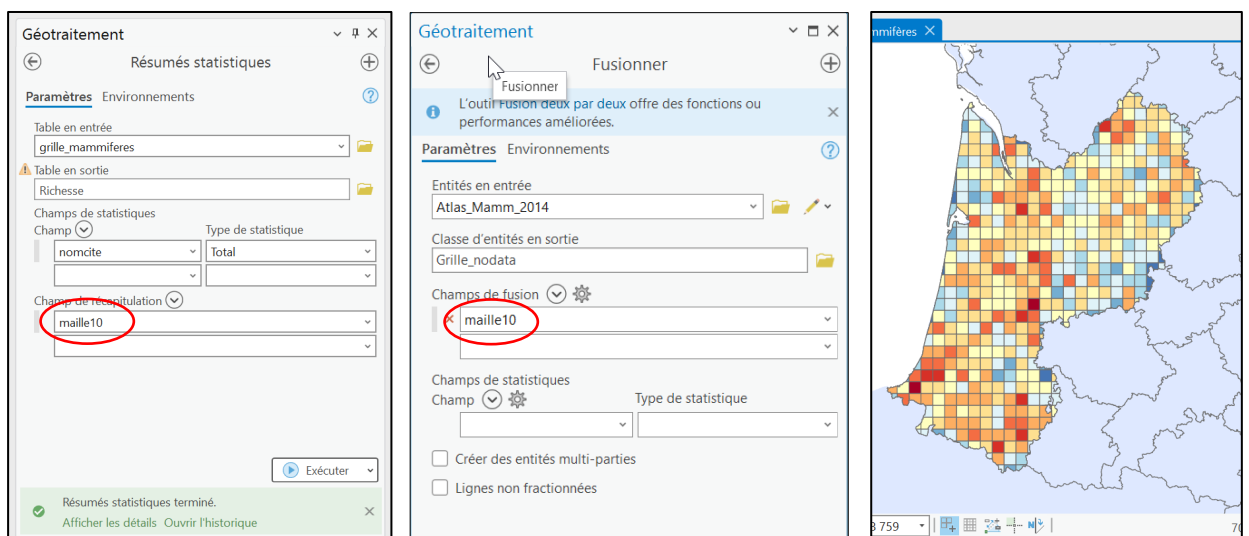 Géotraitement
Résumés statistiques
Paramètres Environnements
Table en entrée
grille_mammiferes
Table en sortie
Richesse
Champs de statistiques
Champ Type de statistique
nomcite Total
Champ de récapitulation
maille10
Exécuter
Résumés statistiques terminé.
Afficher les détails Ouvrir l'historique
Géotraitement
Fusionner
Fusionner
L'outil Fusion deux par deux offre des fonctions ou
performances améliorées.
Paramètres Environnements
Entités en entrée
Atlas_Mamm_2014
Classe d'entités en sortie
Grille_nodata
Champs de fusion
maille10
Champs de statistiques
Champ Type de statistique
Créer des entités multi-parties
Lignes non fractionnées
mmifères
3 759
70